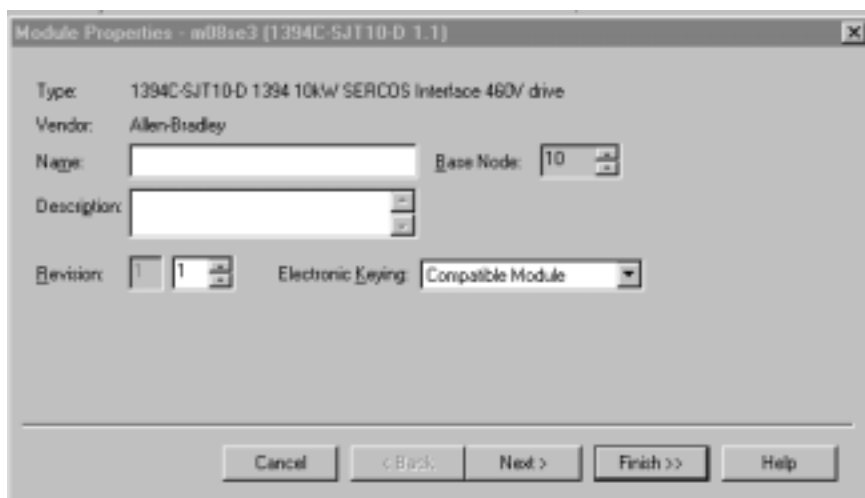 Module Properties - m08se3 (1394C-SJT10-D 1.1)
Type: 1394C-SJT10-D 1394 10kW SERCOS Interface 460V drive
Vendor: Allen-Bradley
Name: Base Node: 10
Description:
Revision: 1 1 Electronic Keying: Compatible Module
Cancel < Back Next > Finish >> Help